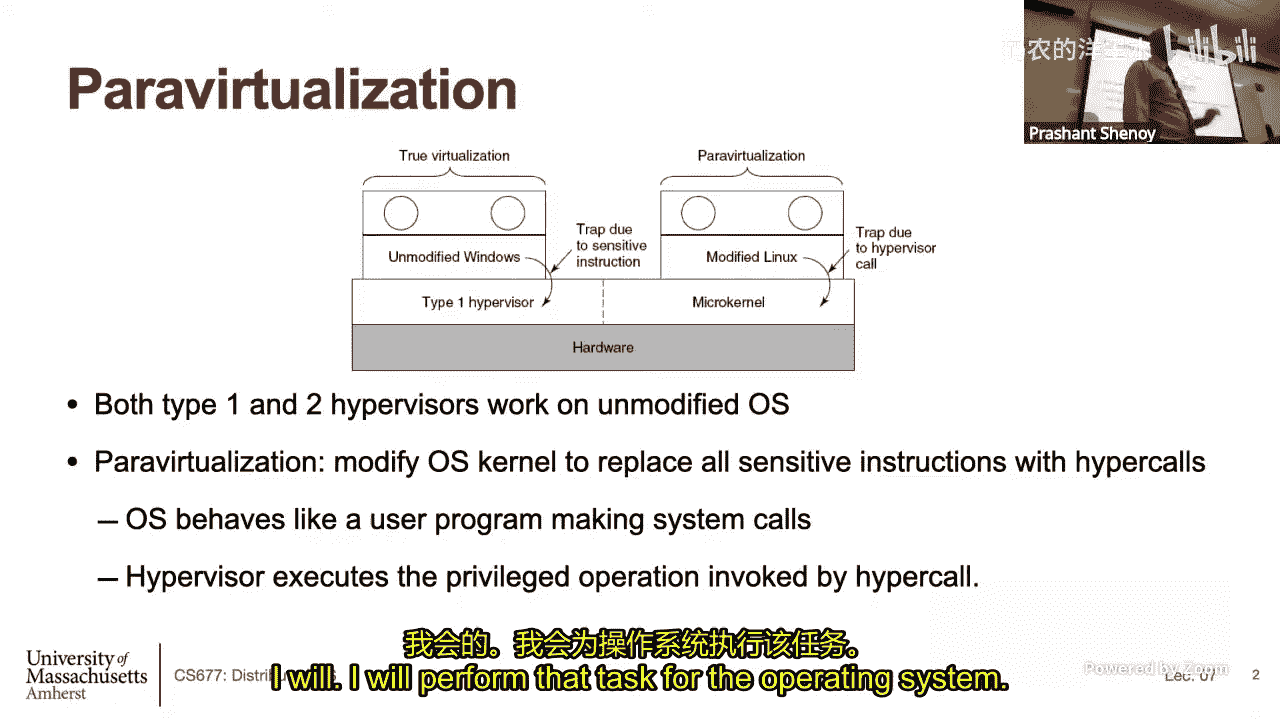 Paravirtualization
Prashant Shenoy
bilibili
True virtualization
Paravirtualization
Trap due
to sensitive
instruction
Trap due
to hypervisor
call
Unmodified Windows
Modified Linux
Type 1 hypervisor
Microkernel
Hardware
• Both type 1 and 2 hypervisors work on unmodified OS
• Paravirtualization: modify OS kernel to replace all sensitive instructions with hypercalls
— OS behaves like a user program making system calls
— Hypervisor executes the privileged operation invoked by hypercall.
我会的。我会为操作系统执行该任务。
I will. I will perform that task for the operating system.
University of
Massachusetts
Amherst
CS677:
Powered by Zoom
Lec. 07
2